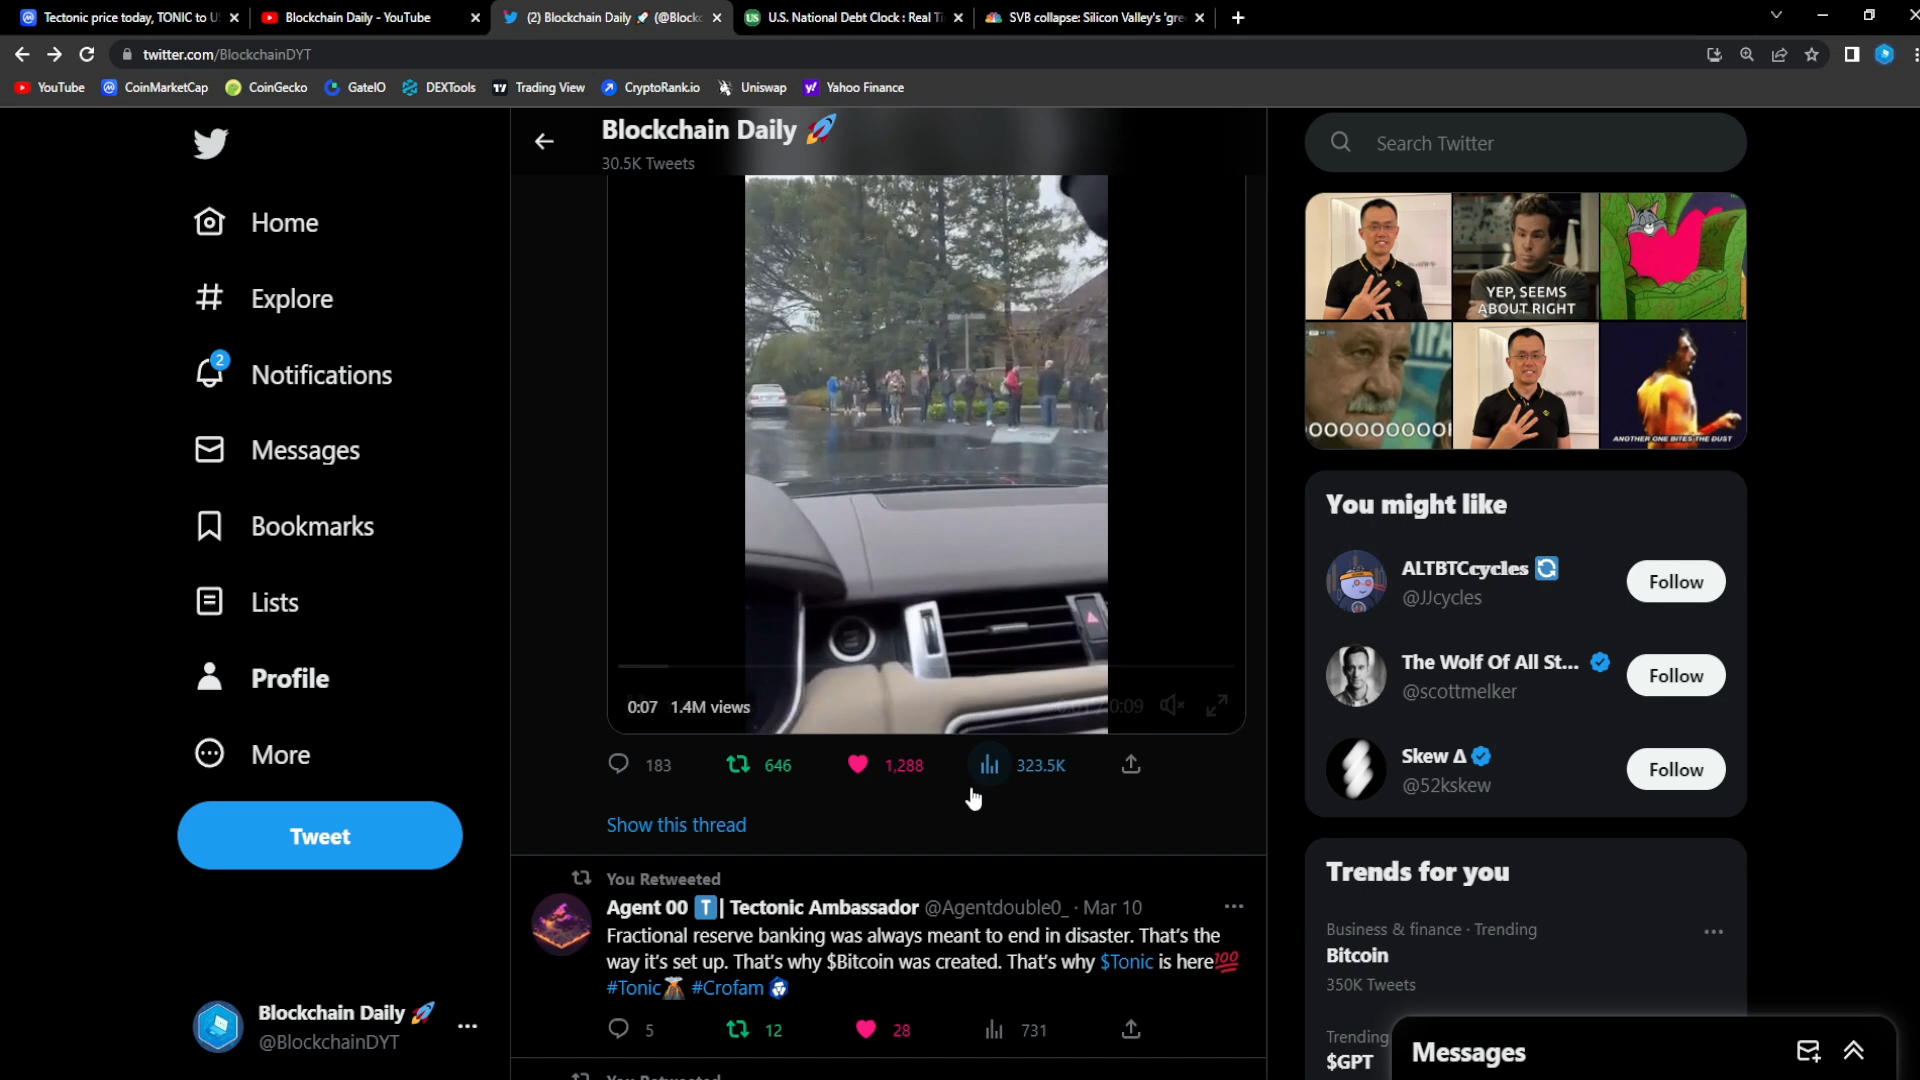 Tectonic price today, TONIC to U
Blockchain Daily - YouTube
(2) Blockchain Daily 🚀 (@Block
U.S. National Debt Clock : Real Ti
SVB collapse: Silicon Valley's 'gre
twitter.com/BlockchainDYT
YouTube
CoinMarketCap
CoinGecko
GateIO
DEXTools
Trading View
CryptoRank.io
Uniswap
Yahoo Finance
Blockchain Daily 🚀
30.5K Tweets
Search Twitter
Home
Explore
2
Notifications
Messages
Bookmarks
Lists
Profile
More
Tweet
Blockchain Daily 🚀
@BlockchainDYT
0:07 1.4M views
0:09
183
646
1,288
323.5K
Show this thread
You Retweeted
Agent 00 🆃| Tectonic Ambassador @Agentdouble0_ · Mar 10
Fractional reserve banking was always meant to end in disaster. That's the
way it's set up. That's why $Bitcoin was created. That's why $Tonic is here💯
#Tonic🌋 #Crofam
5
12
28
731
YEP, SEEMS
ABOUT RIGHT
ANOTHER ONE BITES THE DUST
You might like
ALTBTCcycles 🔄
@JJcycles
Follow
The Wolf Of All St...
@scottmelker
Follow
Skew Δ
@52kskew
Follow
Trends for you
Business & finance · Trending
Bitcoin
350K Tweets
Trending
$GPT
Messages